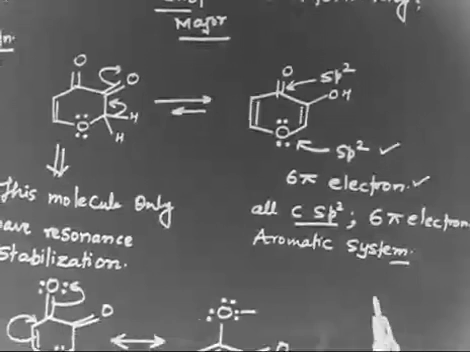 Major
O
O
H
H
O
O
Sp²
OH
O
Sp² ✓
6π electron ✓
This molecule Only
have resonance
Stabilization.
all C Sp²; 6π electron
Aromatic System
O
O
O